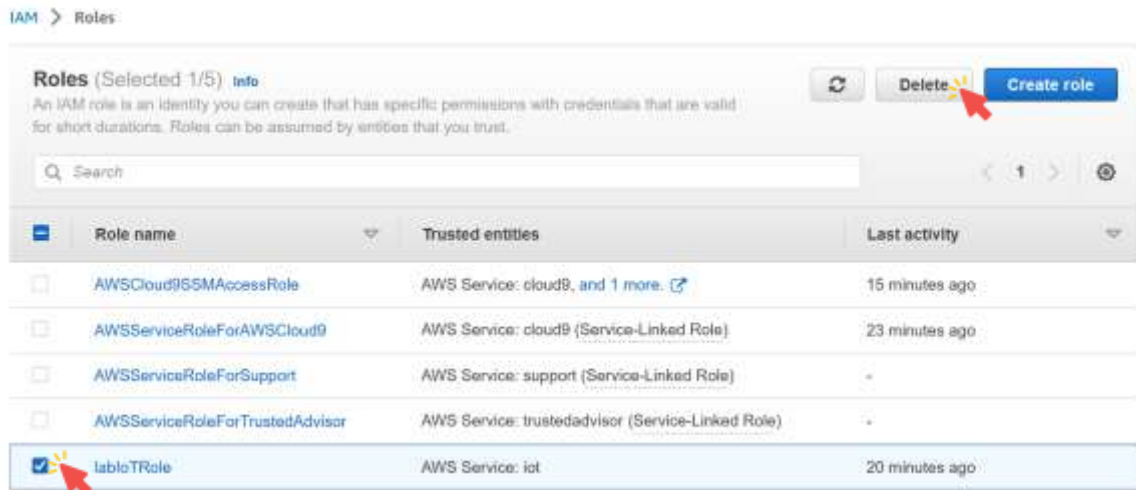 IAM > Roles
Roles (Selected 1/5) Info
An IAM role is an identity you can create that has specific permissions with credentials that are valid
for short durations. Roles can be assumed by entities that you trust.
Delete
Create role
Search
1
Role name
Trusted entities
Last activity
AWSCloud9SSMAccessRole
AWS Service: cloud9, and 1 more.
15 minutes ago
AWSServiceRoleForAWSCloud9
AWS Service: cloud9 (Service-Linked Role)
23 minutes ago
AWSServiceRoleForSupport
AWS Service: support (Service-Linked Role)
-
AWSServiceRoleForTrustedAdvisor
AWS Service: trustedadvisor (Service-Linked Role)
-
labIoTRole
AWS Service: iot
20 minutes ago